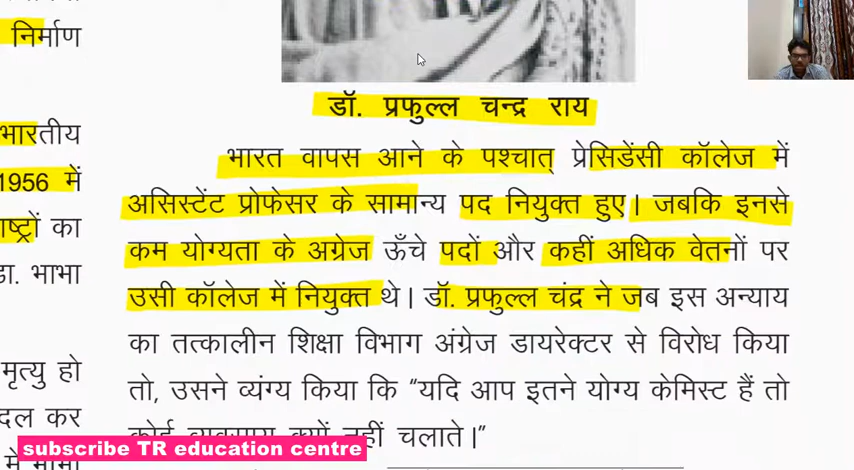 निर्माण
भारतीय
1956 में
राष्ट्रों का
डा. भाभा
मृत्यु हो
दल कर
में भाभा
डॉ. प्रफुल्ल चन्द्र राय
भारत वापस आने के पश्चात् प्रेसिडेंसी कॉलेज में
असिस्टेंट प्रोफेसर के सामान्य पद नियुक्त हुए। जबकि इनसे
कम योग्यता के अग्रेज ऊँचे पदों और कहीं अधिक वेतनों पर
उसी कॉलेज में नियुक्त थे। डॉ. प्रफुल्ल चंद्र ने जब इस अन्याय
का तत्कालीन शिक्षा विभाग अंग्रेज डायरेक्टर से विरोध किया
तो, उसने व्यंग्य किया कि “यदि आप इतने योग्य केमिस्ट हैं तो
कोई व्यवसाय क्यों नहीं चलाते।”
subscribe TR education centre